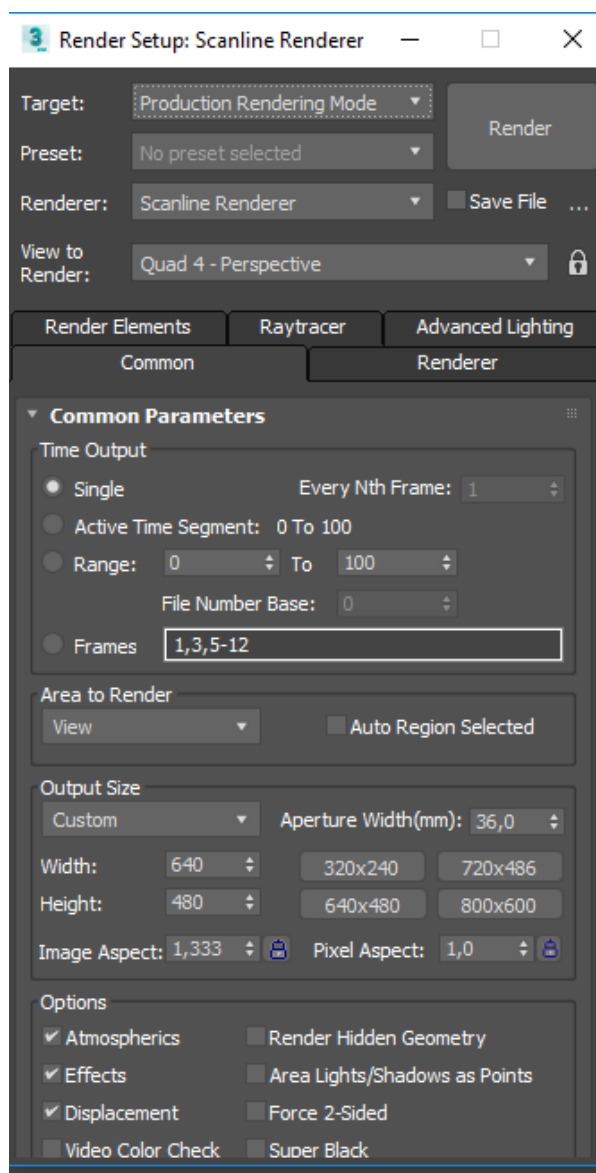 Render Setup: Scanline Renderer
Target: Production Rendering Mode
Render
Preset: No preset selected
Renderer: Scanline Renderer Save File ...
View to
Render: Quad 4 - Perspective
Render Elements Raytracer Advanced Lighting
Common Renderer
Common Parameters
Time Output
Single Every Nth Frame: 1
Active Time Segment: 0 To 100
Range: 0 To 100
File Number Base: 0
Frames 1,3,5-12
Area to Render
View Auto Region Selected
Output Size
Custom Aperture Width(mm): 36,0
Width: 640 320x240 720x486
Height: 480 640x480 800x600
Image Aspect: 1,333 Pixel Aspect: 1,0
Options
Atmospherics Render Hidden Geometry
Effects Area Lights/Shadows as Points
Displacement Force 2-Sided
Video Color Check Super Black